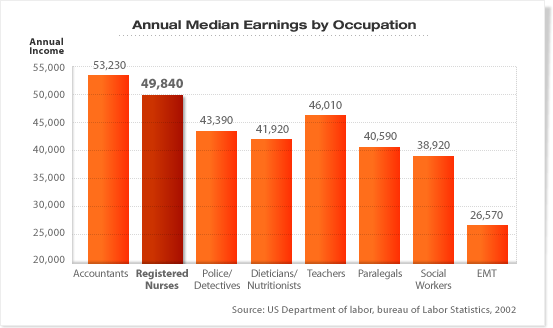 Annual Median Earnings by Occupation
Annual
Income
55,000
50,000
45,000
40,000
35,000
30,000
25,000
20,000
53,230
49,840
43,390
41,920
46,010
40,590
38,920
26,570
Accountants
Registered
Nurses
Police/
Detectives
Dieticians/
Nutritionists
Teachers
Paralegals
Social
Workers
EMT
Source: US Department of labor, bureau of Labor Statistics, 2002